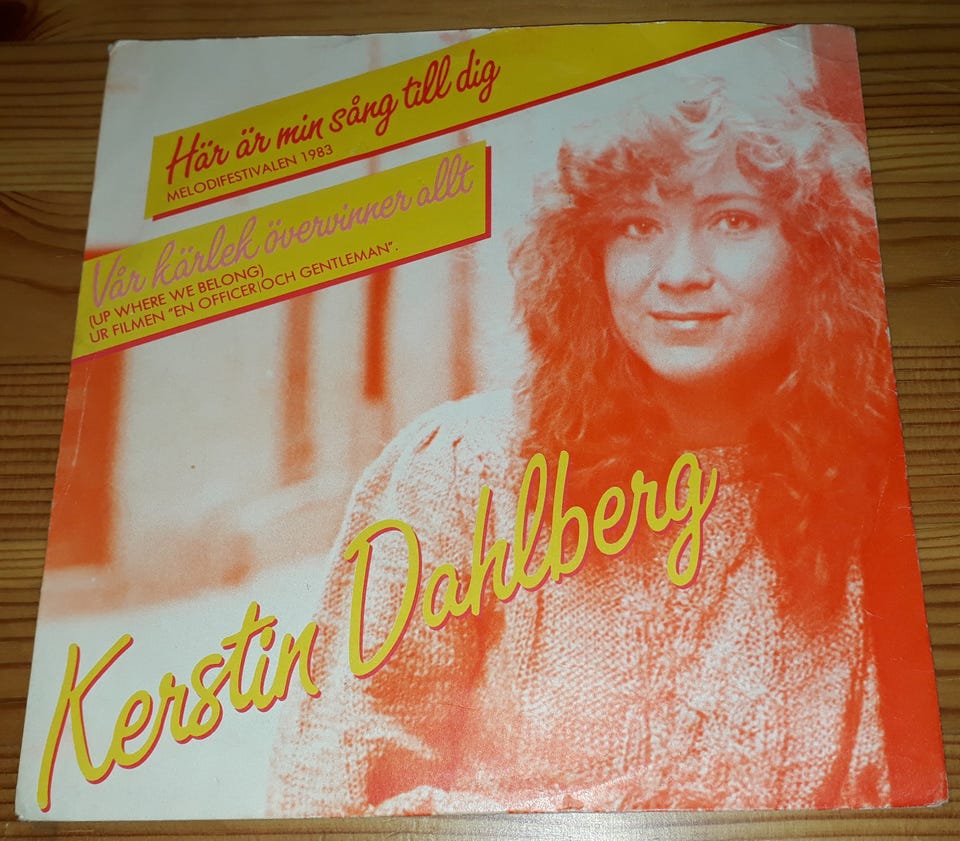 Här är min sång till dig
MELODIFESTIVALEN 1983
Vår kärlek övervinner allt
(UP WHERE WE BELONG)
UR FILMEN "EN OFFICER OCH GENTLEMAN".
Kerstin Dahlberg